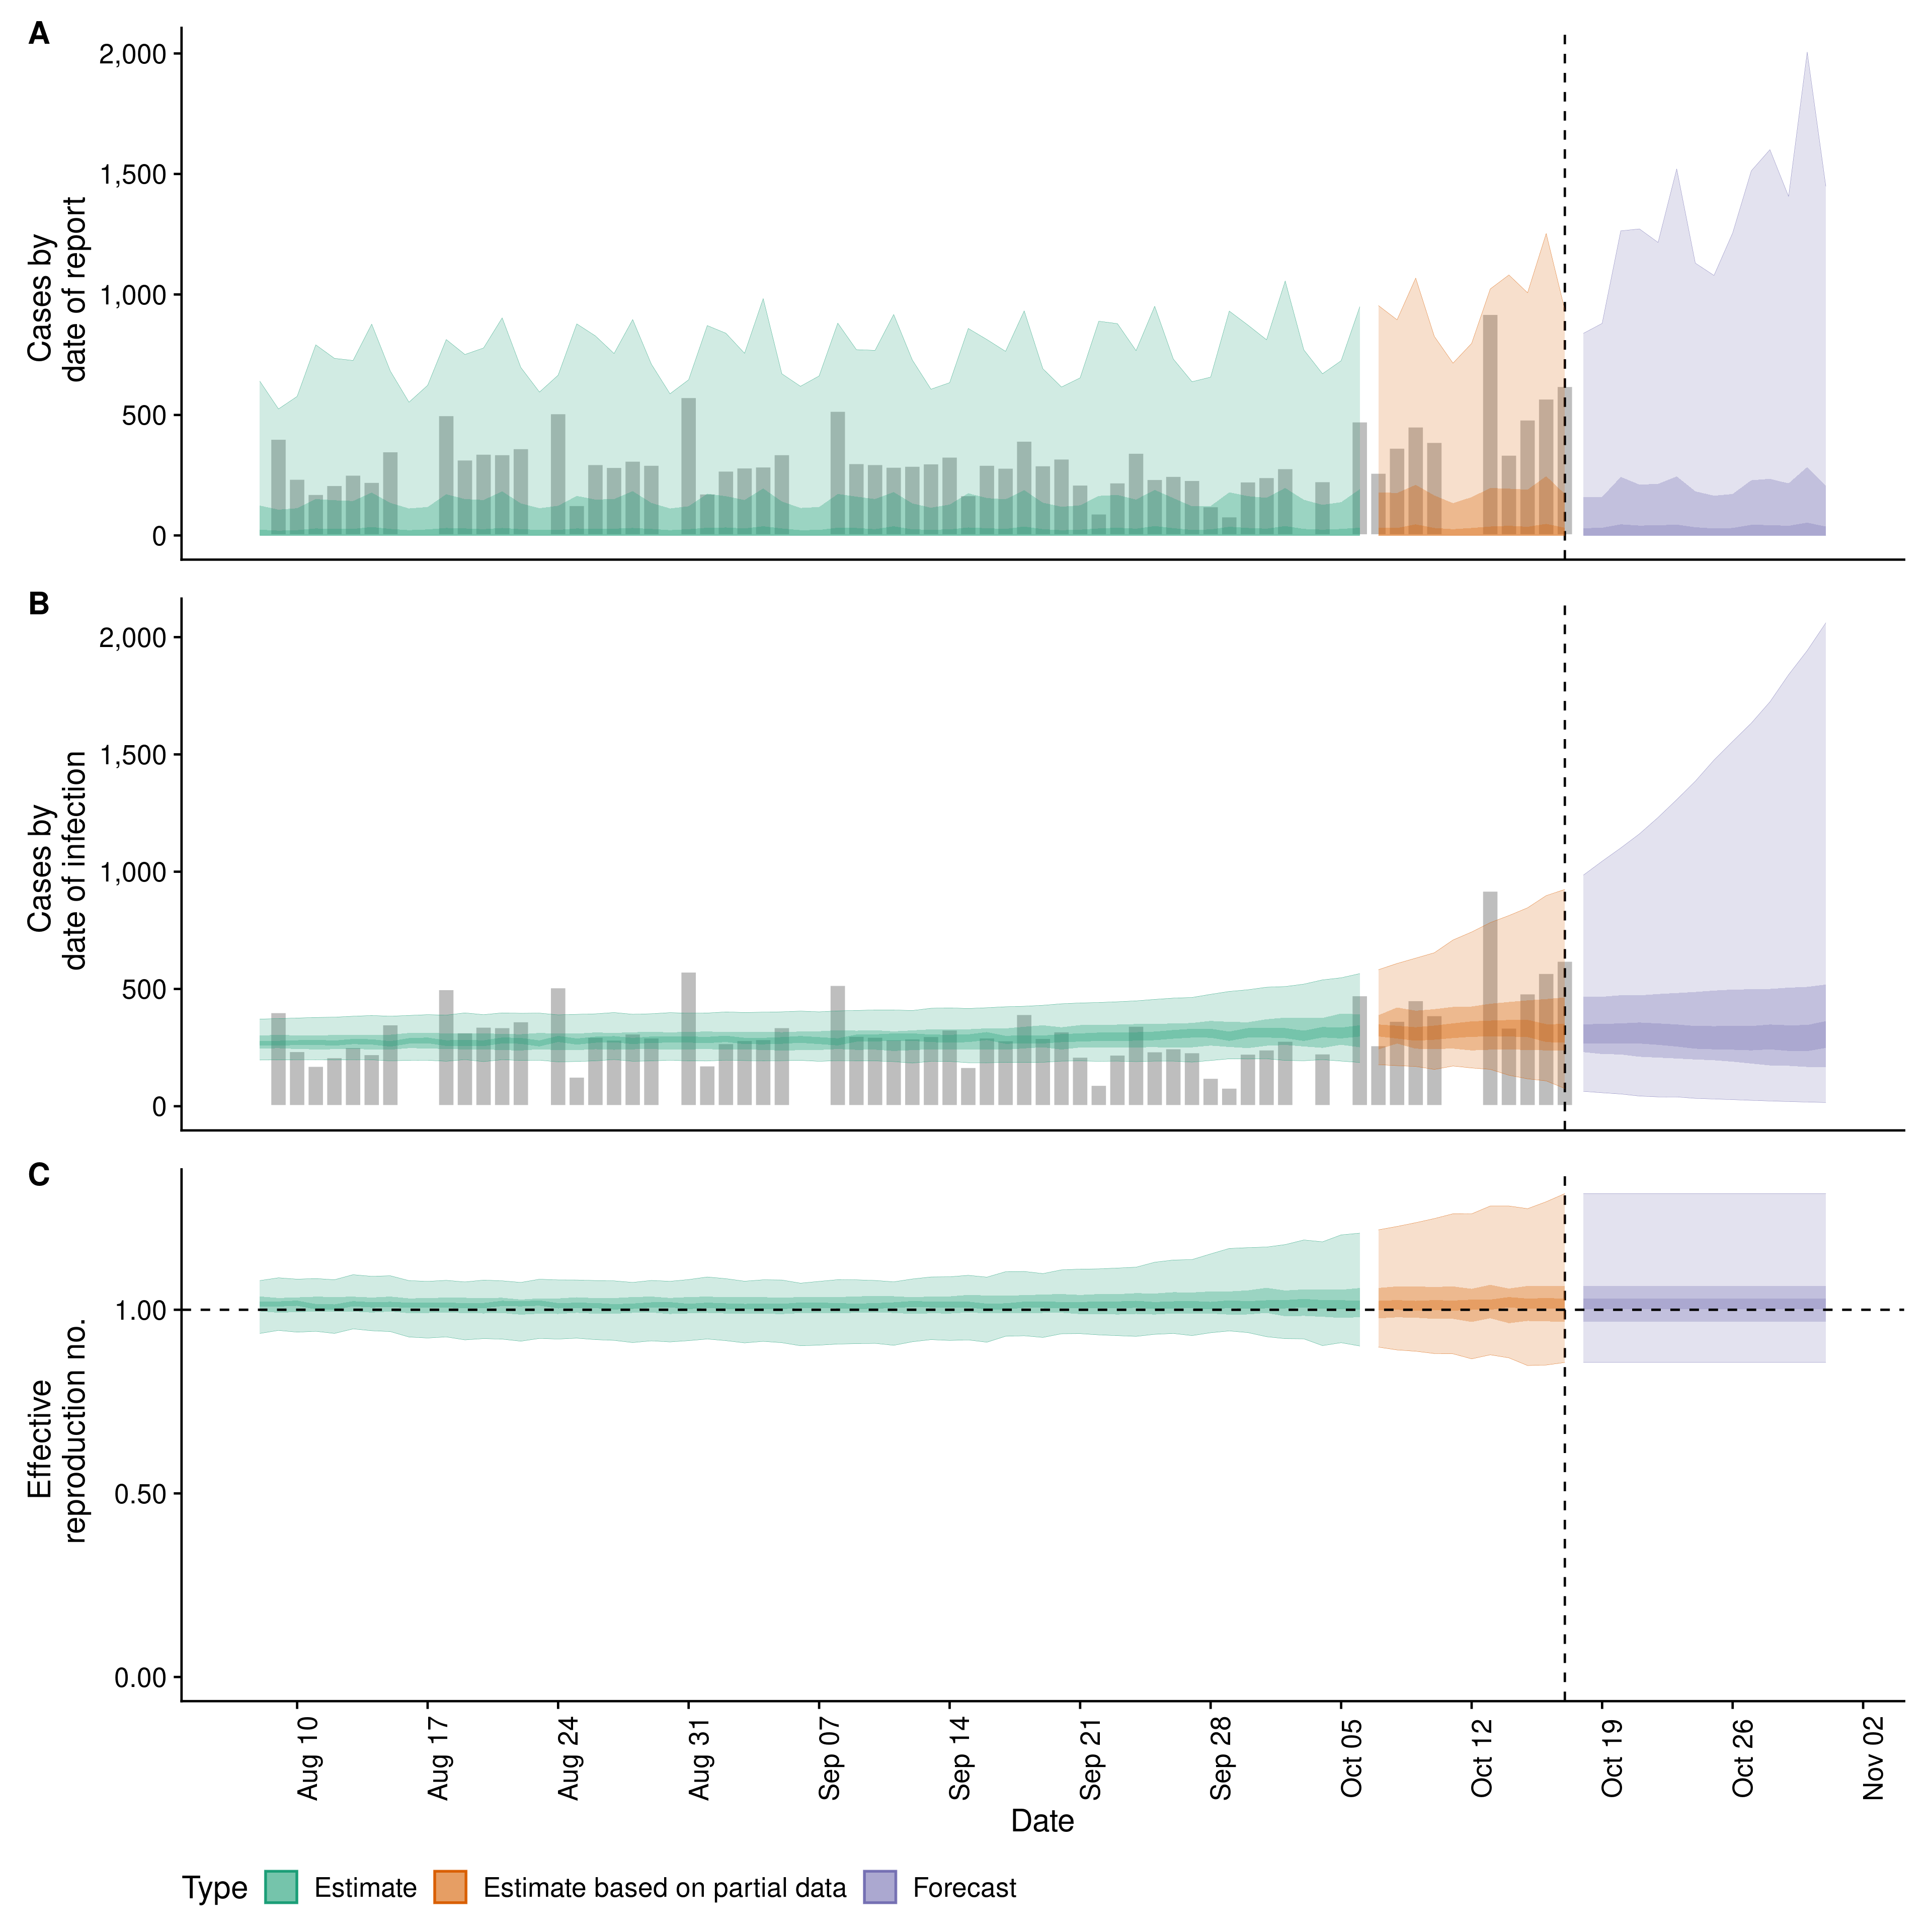 A
2,000
1,500
1,000
500
0
Cases by
date of report
B
2,000
1,500
1,000
500
0
Cases by
date of infection
C
1.00
0.50
0.00
Effective
reproduction no.
Aug 10
Aug 17
Aug 24
Aug 31
Sep 07
Sep 14
Sep 21
Sep 28
Oct 05
Oct 12
Oct 19
Oct 26
Nov 02
Date
Type Estimate Estimate based on partial data Forecast